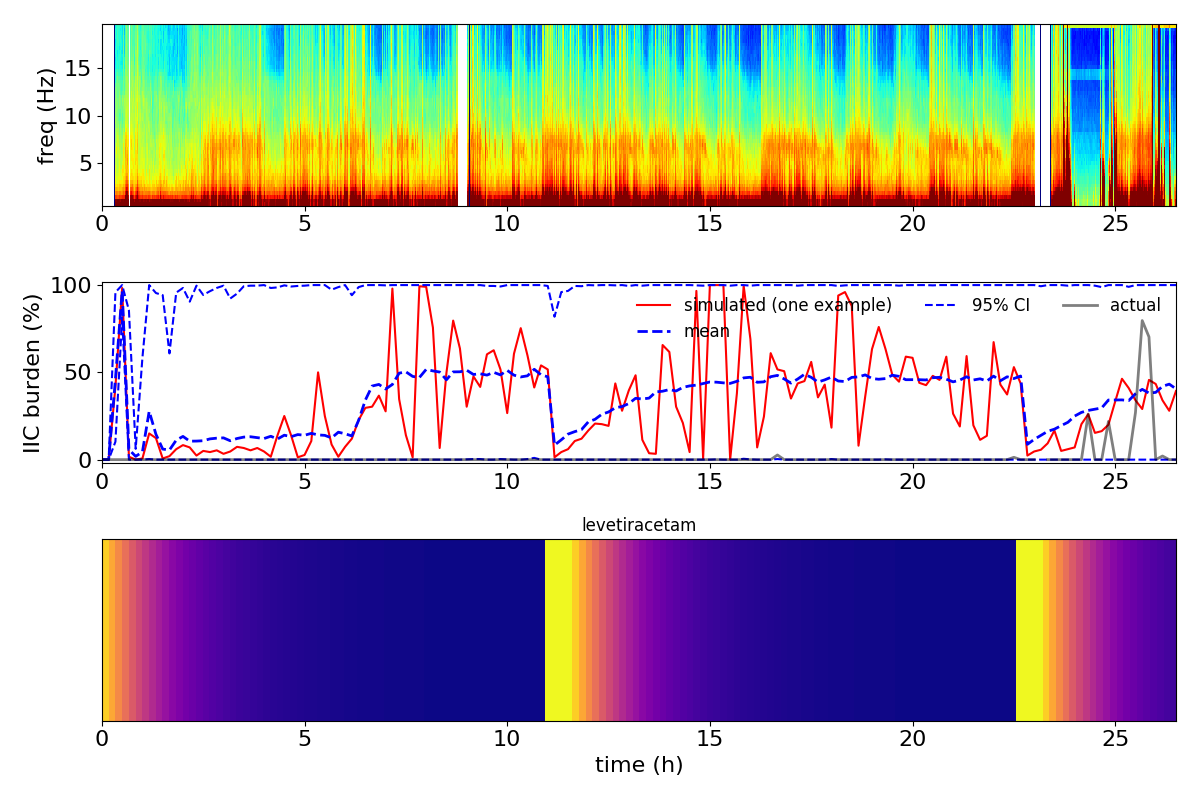 freq (Hz)
15
10
5
0 5 10 15 20 25
IIC burden (%)
100
50
0
simulated (one example) 95% CI actual
mean
0 5 10 15 20 25
levetiracetam
0 5 10 15 20 25
time (h)